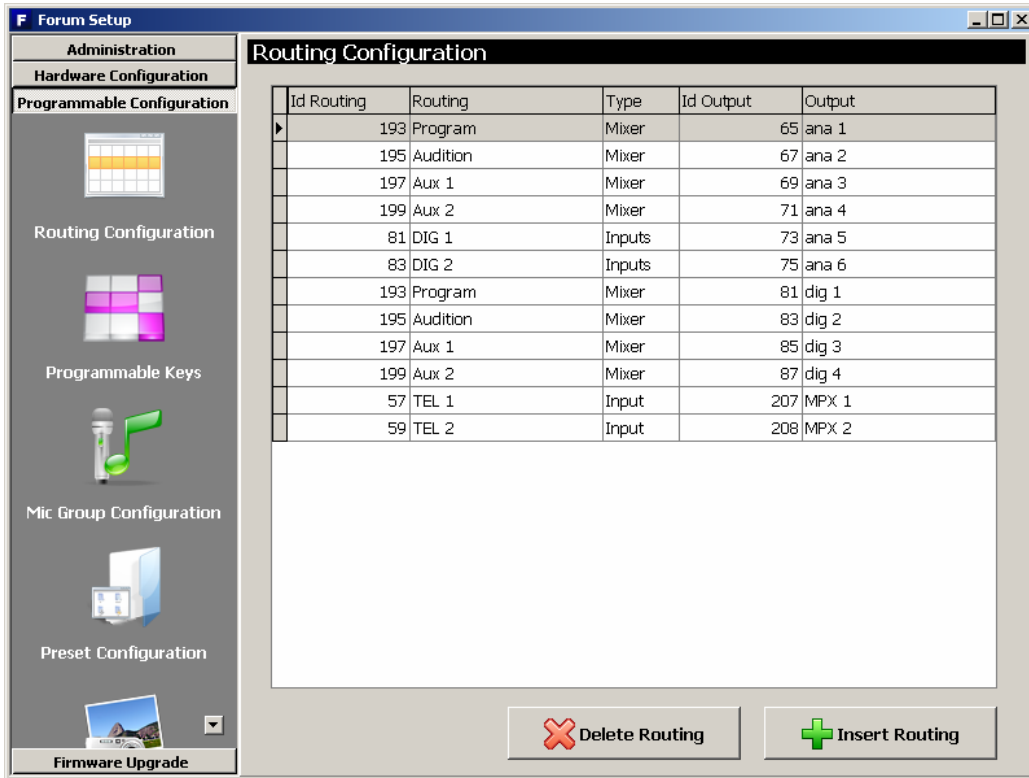 F Forum Setup
Administration
Hardware Configuration
Programmable Configuration
Routing Configuration
Programmable Keys
Mic Group Configuration
Preset Configuration
Firmware Upgrade
Routing Configuration
Id Routing Routing Type Id Output Output
193 Program Mixer 65 ana 1
195 Audition Mixer 67 ana 2
197 Aux 1 Mixer 69 ana 3
199 Aux 2 Mixer 71 ana 4
81 DIG 1 Inputs 73 ana 5
83 DIG 2 Inputs 75 ana 6
193 Program Mixer 81 dig 1
195 Audition Mixer 83 dig 2
197 Aux 1 Mixer 85 dig 3
199 Aux 2 Mixer 87 dig 4
57 TEL 1 Input 207 MPX 1
59 TEL 2 Input 208 MPX 2
Delete Routing
Insert Routing